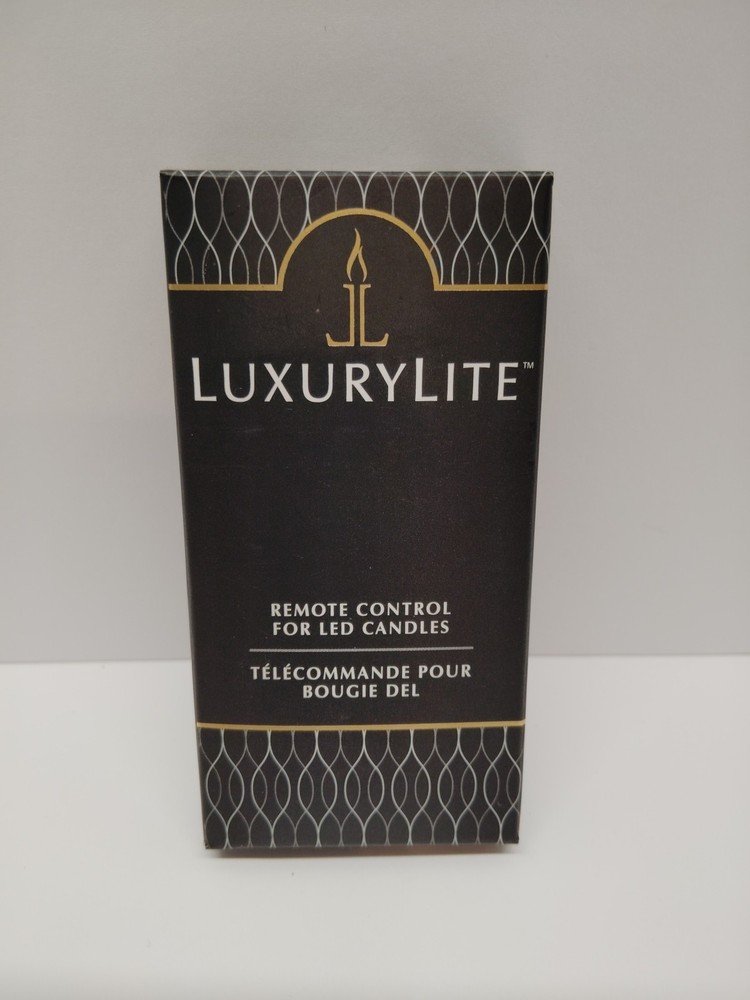 LUXURYLITE™
REMOTE CONTROL
FOR LED CANDLES
TÉLÉCOMMANDE POUR
BOUGIE DEL